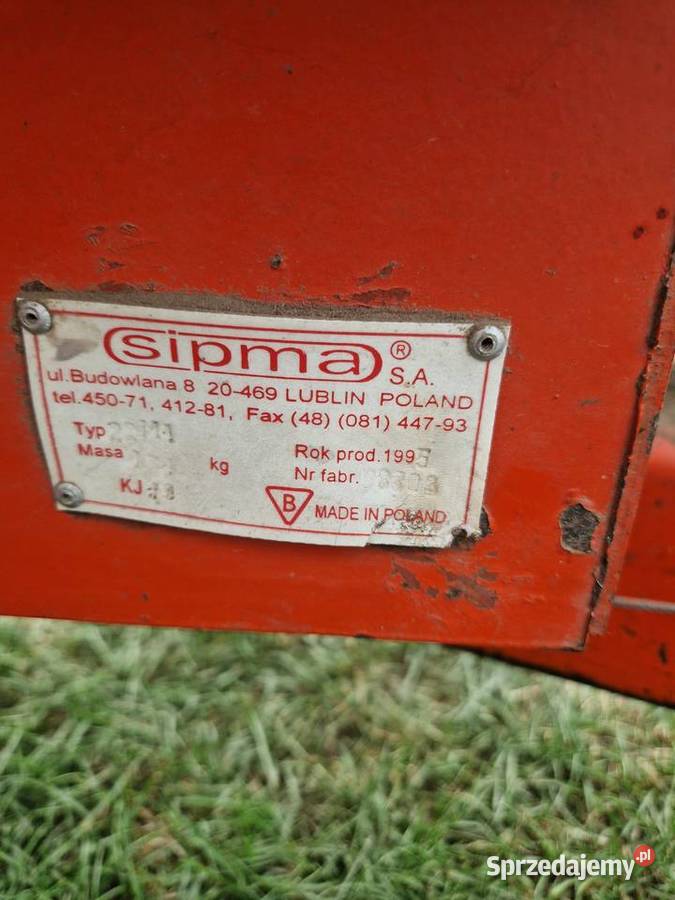 sipma ® S.A.
ul.Budowlana 8 20-469 LUBLIN POLAND
tel.450-71, 412-81, Fax (48) (081) 447-93
Typ
Masa kg
KJ
Rok prod.199
Nr fabr.
B MADE IN POLAND
Sprzedajemy.pl